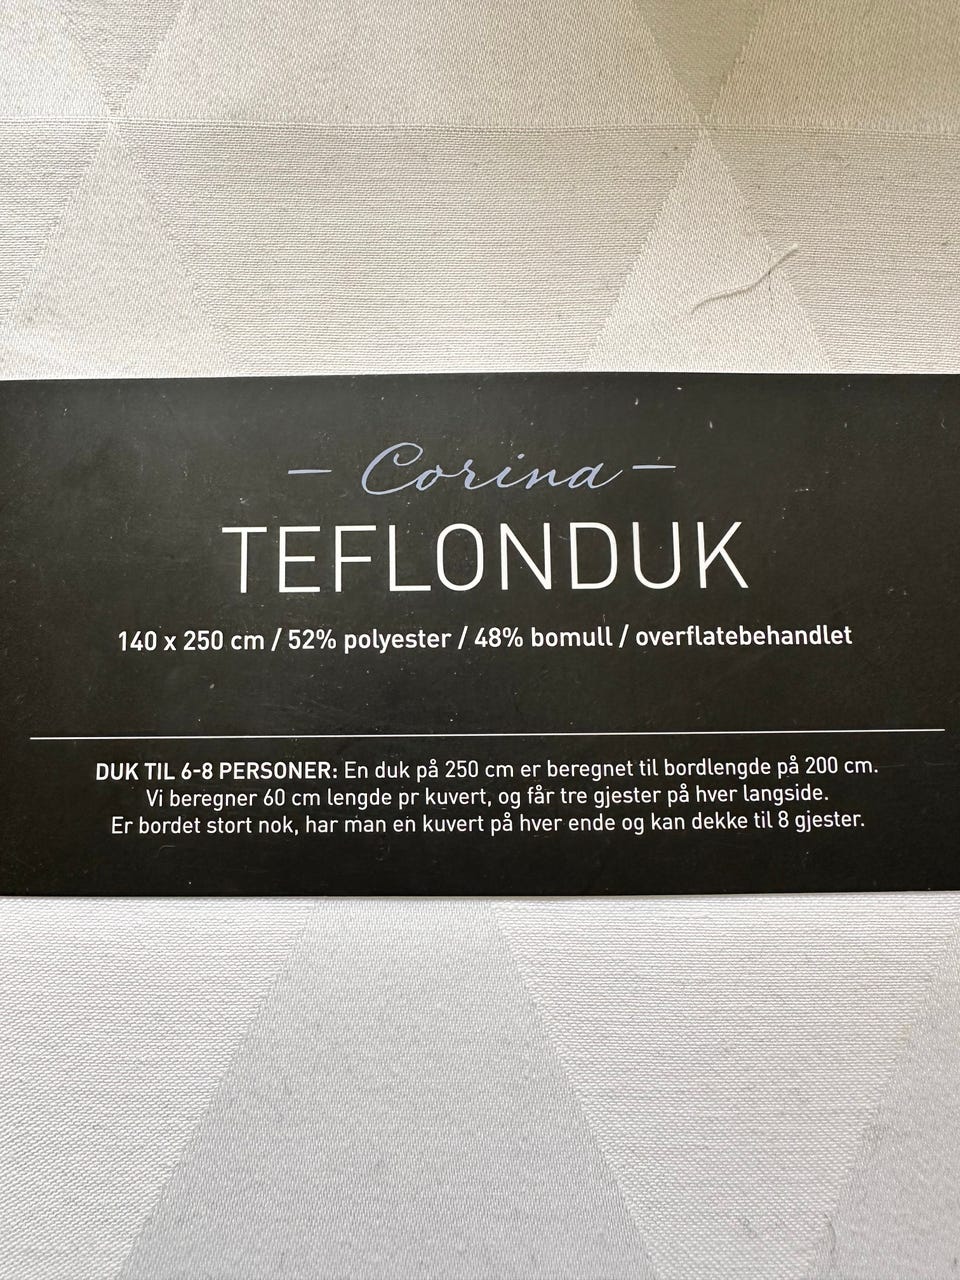 – Corina –
TEFLONDUK
140 x 250 cm / 52% polyester / 48% bomull / overflatebehandlet
DUK TIL 6-8 PERSONER: En duk på 250 cm er beregnet til bordlengde på 200 cm.
Vi beregner 60 cm lengde pr kuvert, og får tre gjester på hver langside.
Er bordet stort nok, har man en kuvert på hver ende og kan dekke til 8 gjester.